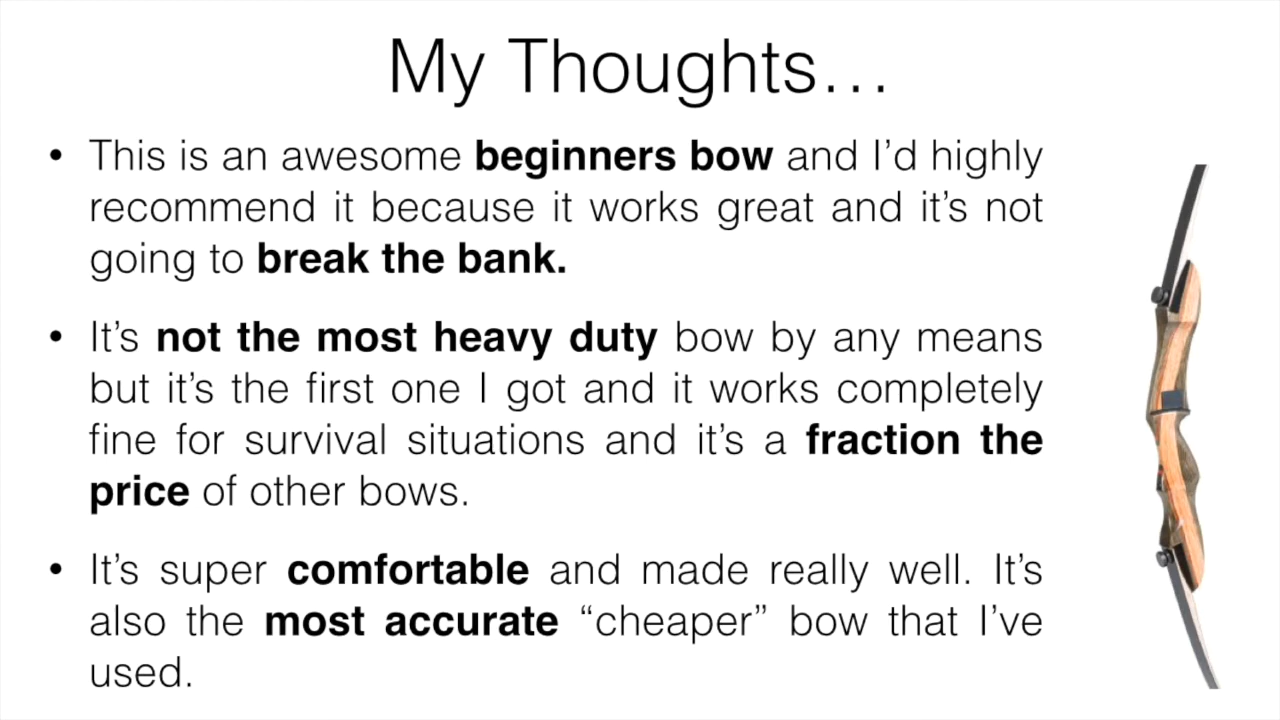 My Thoughts…
• This is an awesome beginners bow and I’d highly
recommend it because it works great and it’s not
going to break the bank.
• It’s not the most heavy duty bow by any means
but it’s the first one I got and it works completely
fine for survival situations and it’s a fraction the
price of other bows.
• It’s super comfortable and made really well. It’s
also the most accurate “cheaper” bow that I’ve
used.